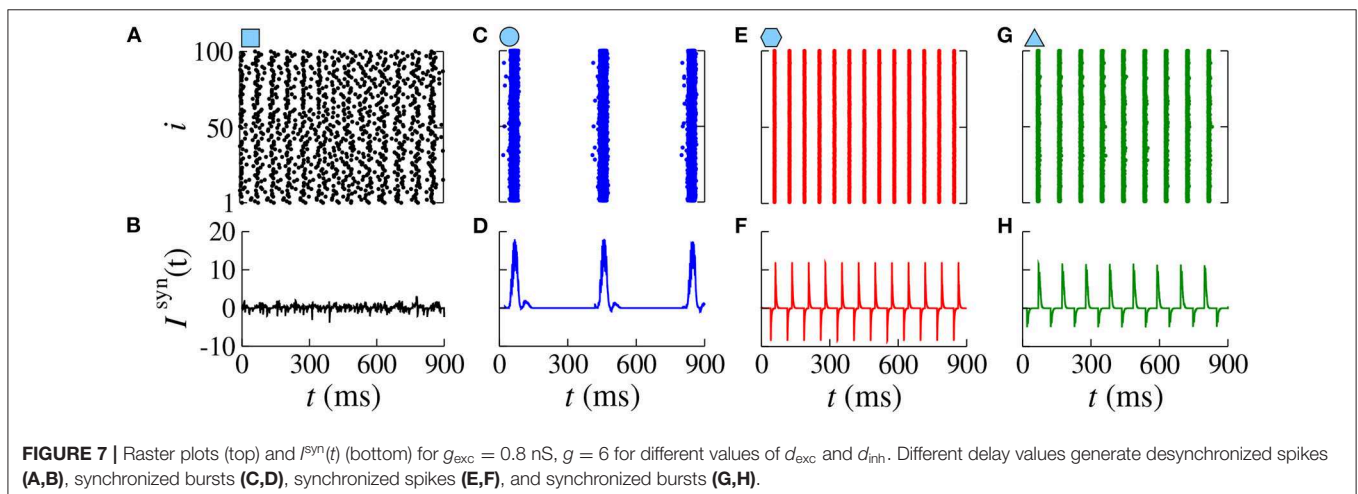 A
C
E
G
100
50
1
i
B
D
F
H
20
10
0
-10
I^syn(t)
0 300 600 900
0 300 600 900
0 300 600 900
0 300 600 900
t (ms)
t (ms)
t (ms)
t (ms)
FIGURE 7 | Raster plots (top) and I^syn(t) (bottom) for g_exc = 0.8 nS, g = 6 for different values of d_exc and d_inh. Different delay values generate desynchronized spikes
(A,B), synchronized bursts (C,D), synchronized spikes (E,F), and synchronized bursts (G,H).